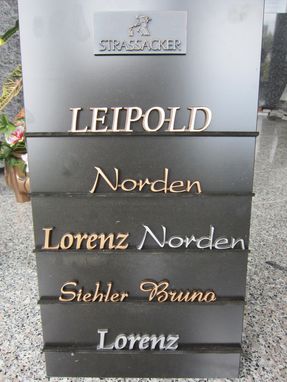 STRASSACKER
LEIPOLD
Norden
Lorenz Norden
Siehler Bruno
Lorenz